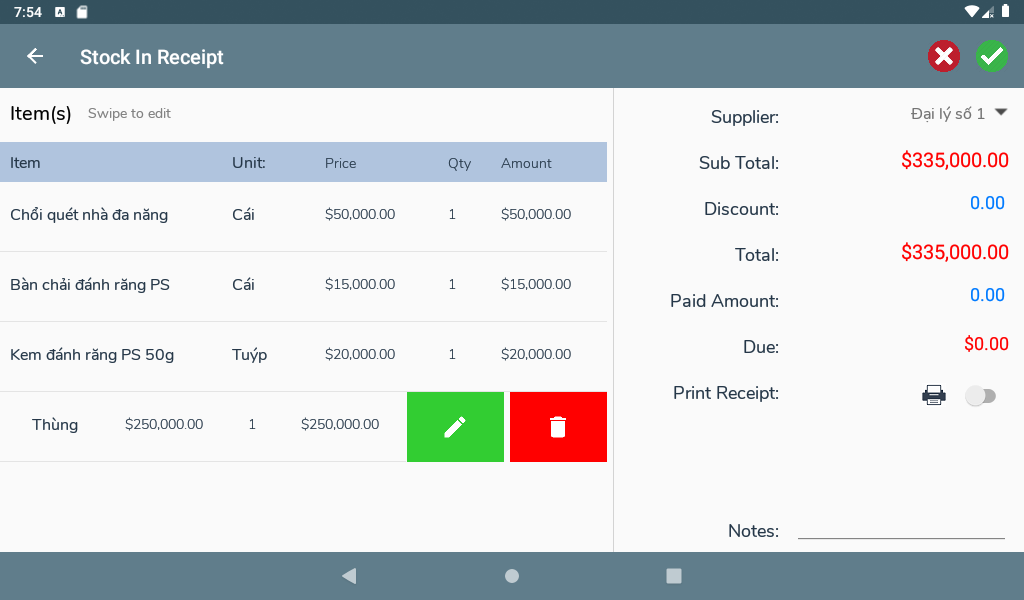 7:54
A
Stock In Receipt
Item(s) Swipe to edit
Item Unit: Price Qty Amount
Chổi quét nhà đa năng Cái $50,000.00 1 $50,000.00
Bàn chải đánh răng PS Cái $15,000.00 1 $15,000.00
Kem đánh răng PS 50g Tuýp $20,000.00 1 $20,000.00
Thùng $250,000.00 1 $250,000.00
Supplier: Đại lý số 1
Sub Total: $335,000.00
Discount: 0.00
Total: $335,000.00
Paid Amount: 0.00
Due: $0.00
Print Receipt:
Notes: